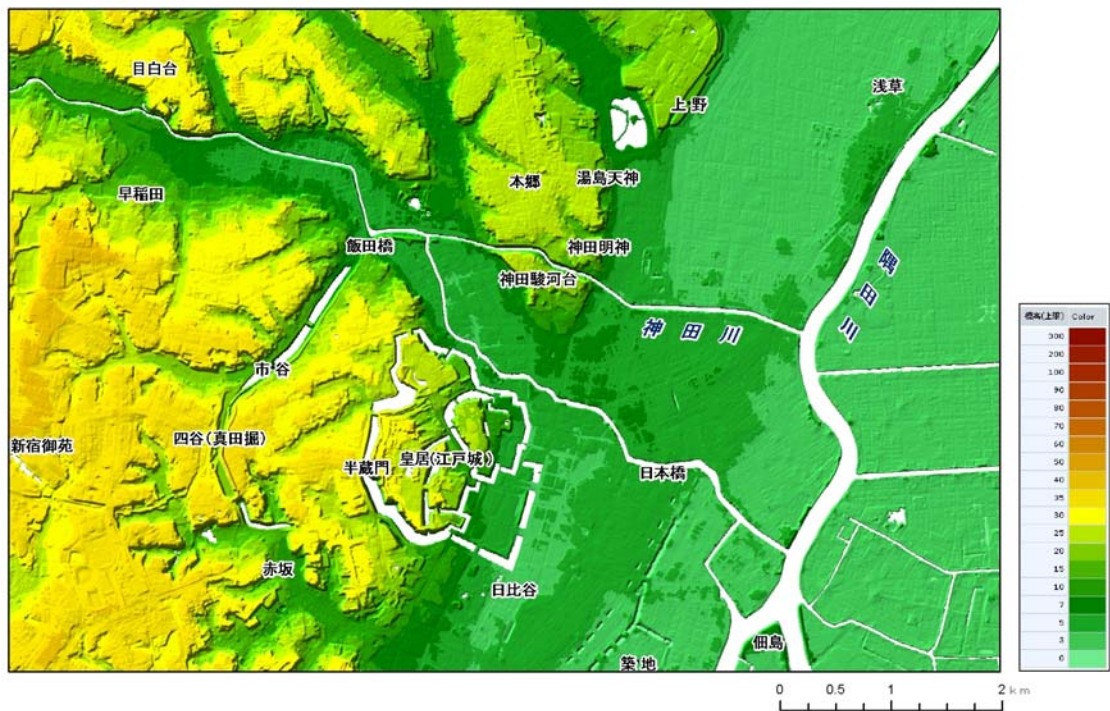 目白台
浅草
上野
早稲田
本郷
湯島天神
飯田橋
神田明神
神田駿河台
隅田川
神田川
市谷
新宿御苑
四谷(真田掘)
半蔵門
皇居(江戸城)
日本橋
赤坂
日比谷
佃島
築地
標高(上限) Color
300
200
100
90
80
70
60
50
40
35
30
25
20
15
10
7
5
3
0
0 0.5 1 2 km